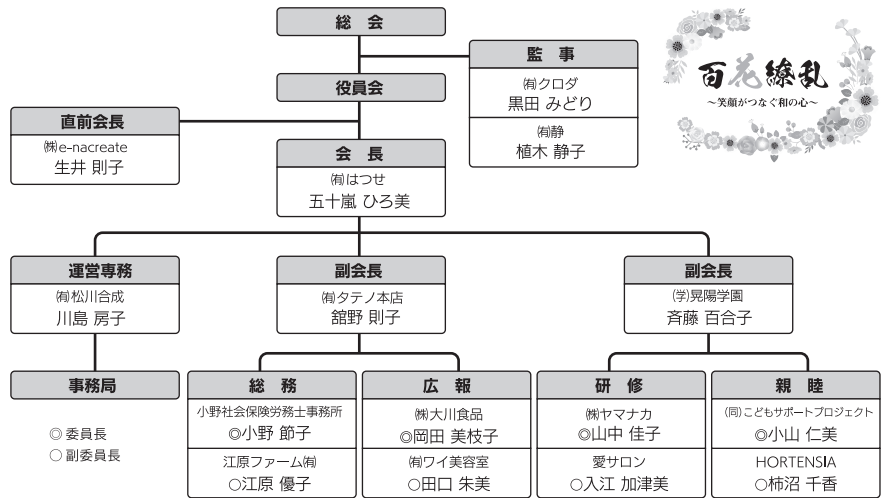 総 会
監 事
㈲クロダ
黒田 みどり
㈲静
植木 静子
百花繚乱
～笑顔がつなぐ和の心～
役員会
直前会長
㈱e-nacreate
生井 則子
会 長
㈲はつせ
五十嵐 ひろ美
運営専務
㈲松川合成
川島 房子
副会長
㈲タテノ本店
舘野 則子
副会長
㈻晃陽学園
斉藤 百合子
事務局
◎ 委員長
○ 副委員長
総 務
小野社会保険労務士事務所
◎小野 節子
江原ファーム㈲
○江原 優子
広 報
㈱大川食品
◎岡田 美枝子
㈲ワイ美容室
○田口 朱美
研 修
㈱ヤマナカ
◎山中 佳子
愛サロン
○入江 加津美
親 睦
(同)こどもサポートプロジェクト
◎小山 仁美
HORTENSIA
○柿沼 千香